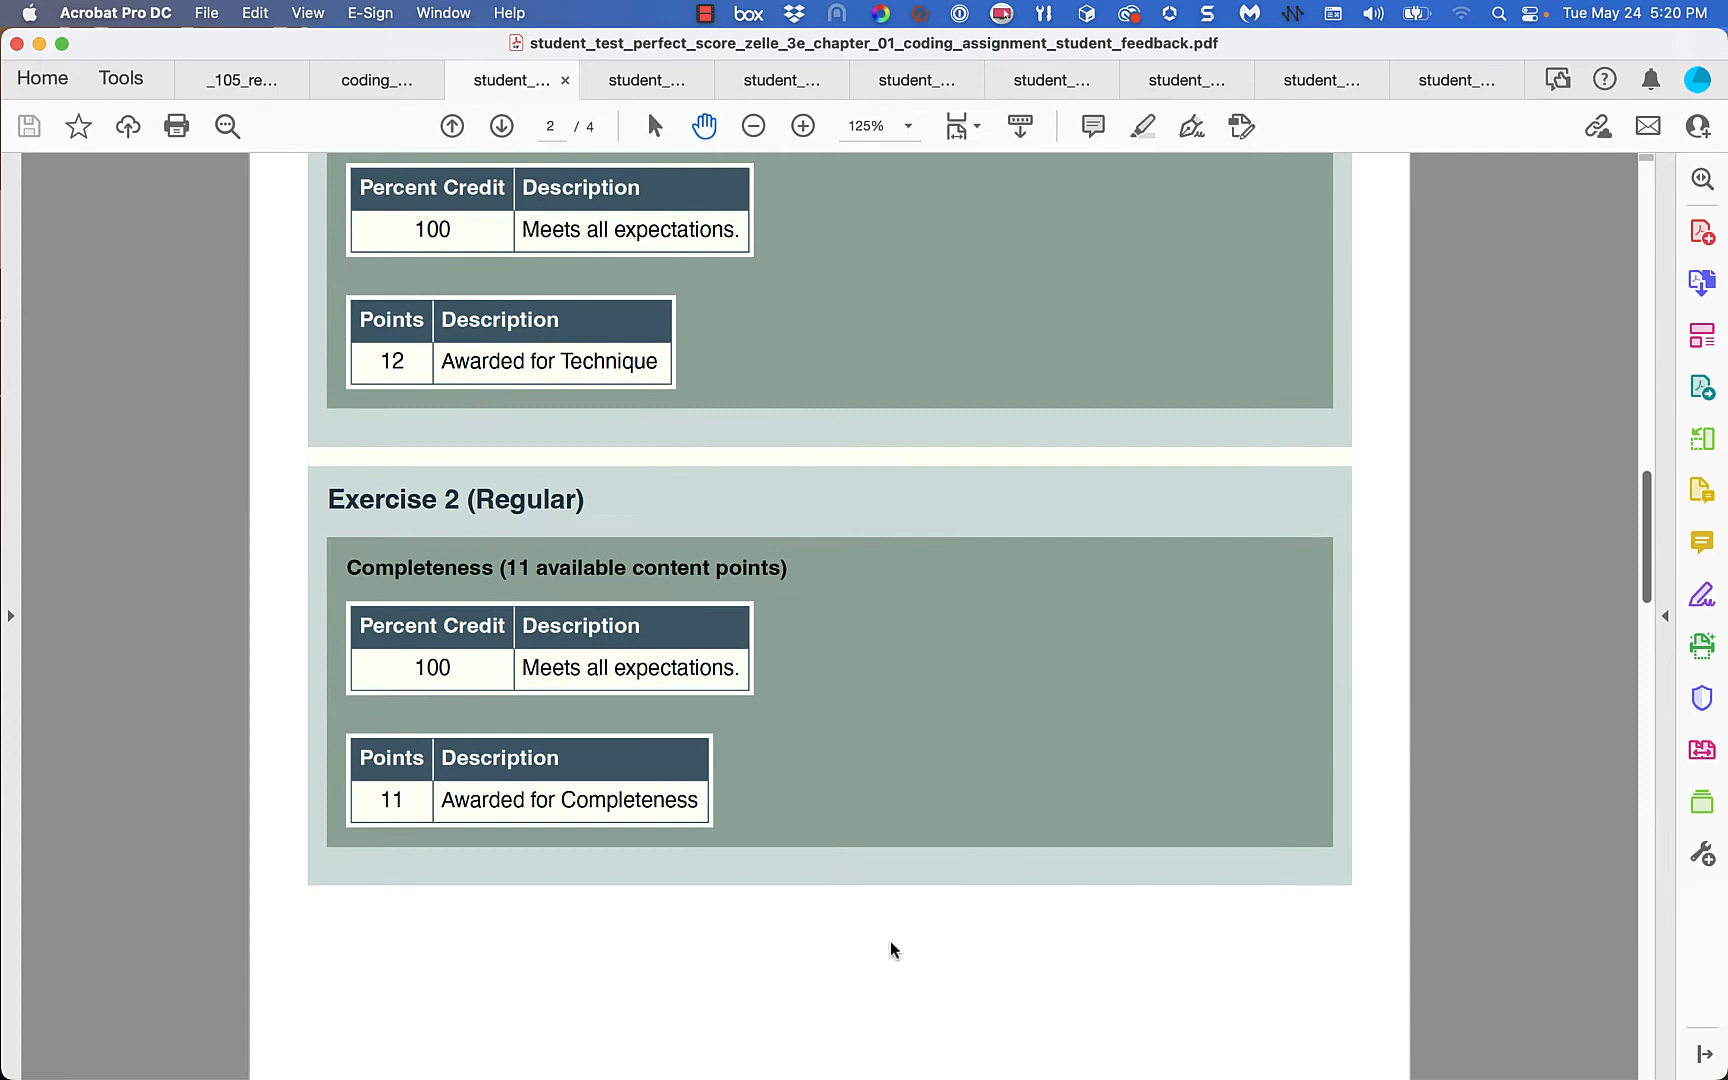 Acrobat Pro DC File Edit View E-Sign Window Help box Tue May 24 5:20 PM
student_test_perfect_score_zelle_3e_chapter_01_coding_assignment_student_feedback.pdf
Home Tools _105_re... coding_... student_... × student_... student_... student_... student_... student_... student_... student_...
2 / 4 125%
Percent Credit Description
100 Meets all expectations.
Points Description
12 Awarded for Technique
Exercise 2 (Regular)
Completeness (11 available content points)
Percent Credit Description
100 Meets all expectations.
Points Description
11 Awarded for Completeness